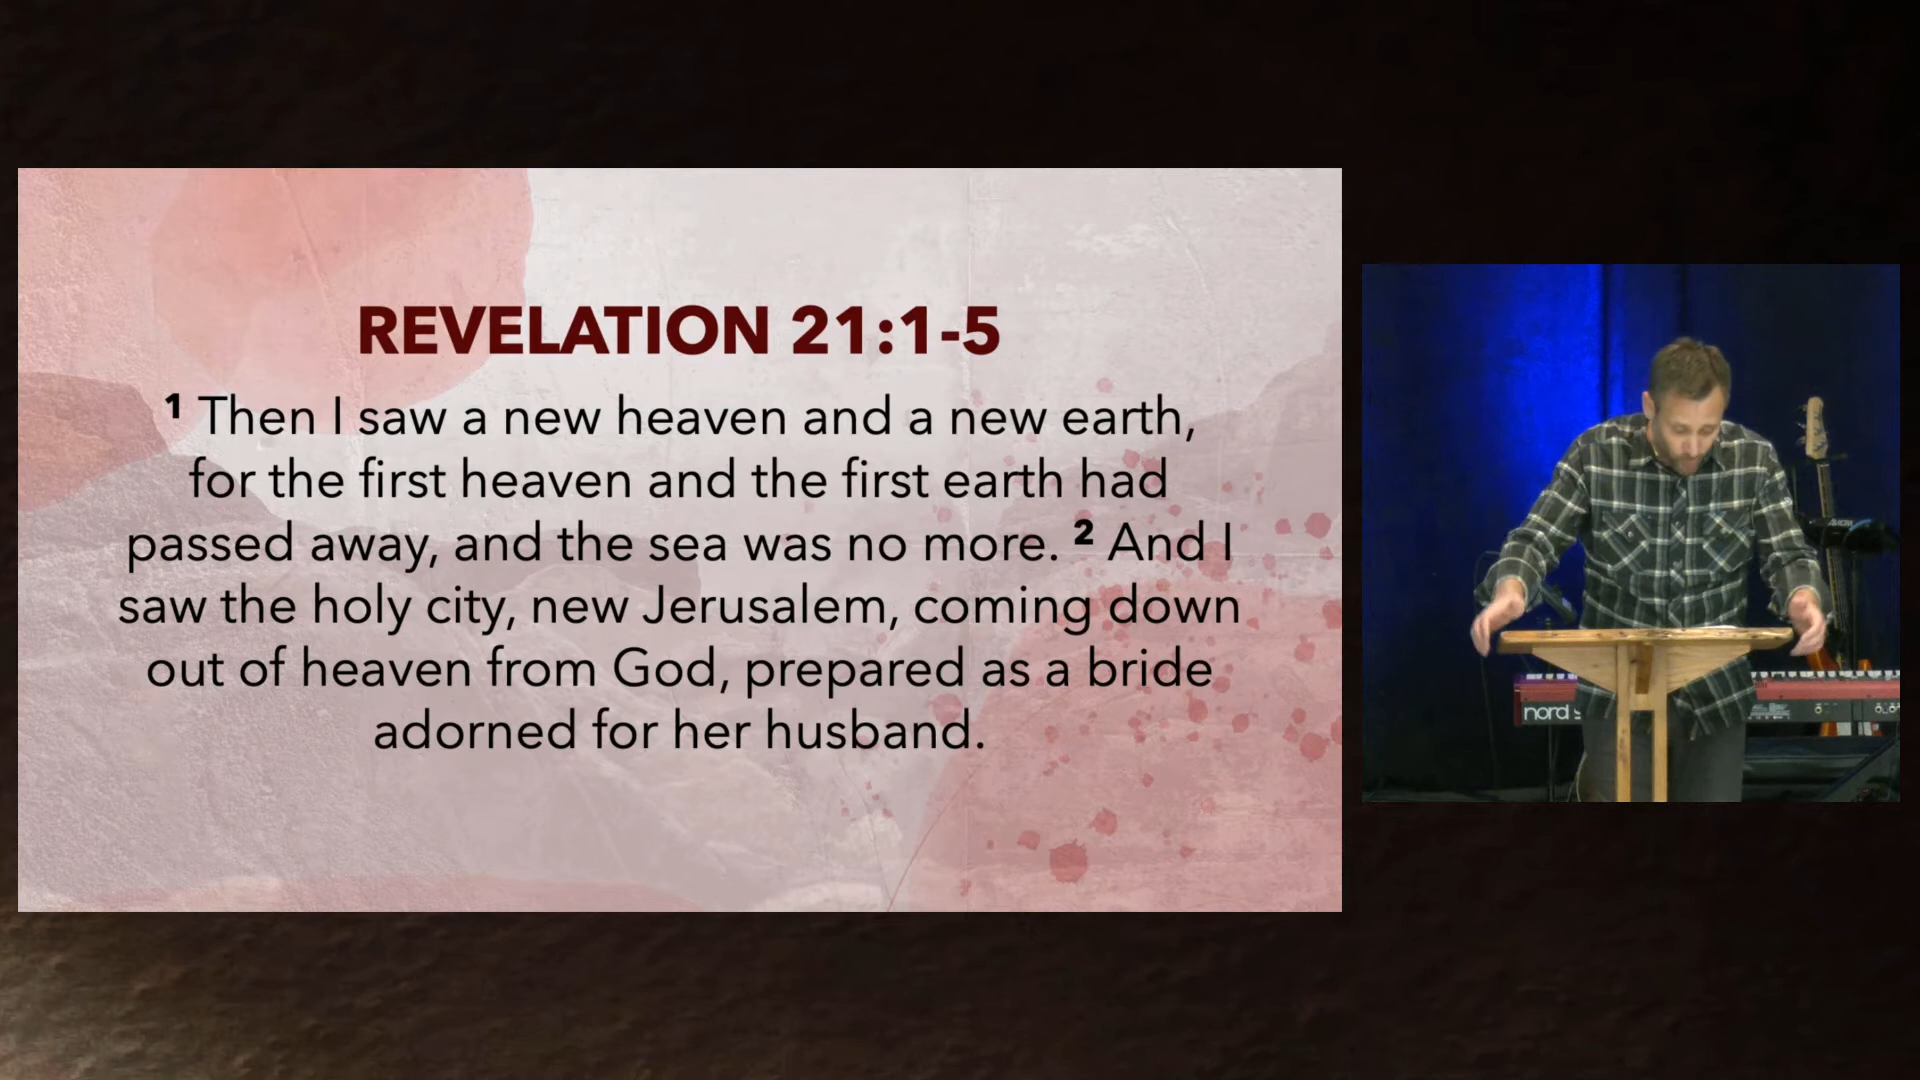 REVELATION 21:1-5
1 Then I saw a new heaven and a new earth,
for the first heaven and the first earth had
passed away, and the sea was no more. 2 And I
saw the holy city, new Jerusalem, coming down
out of heaven from God, prepared as a bride
adorned for her husband.
nord